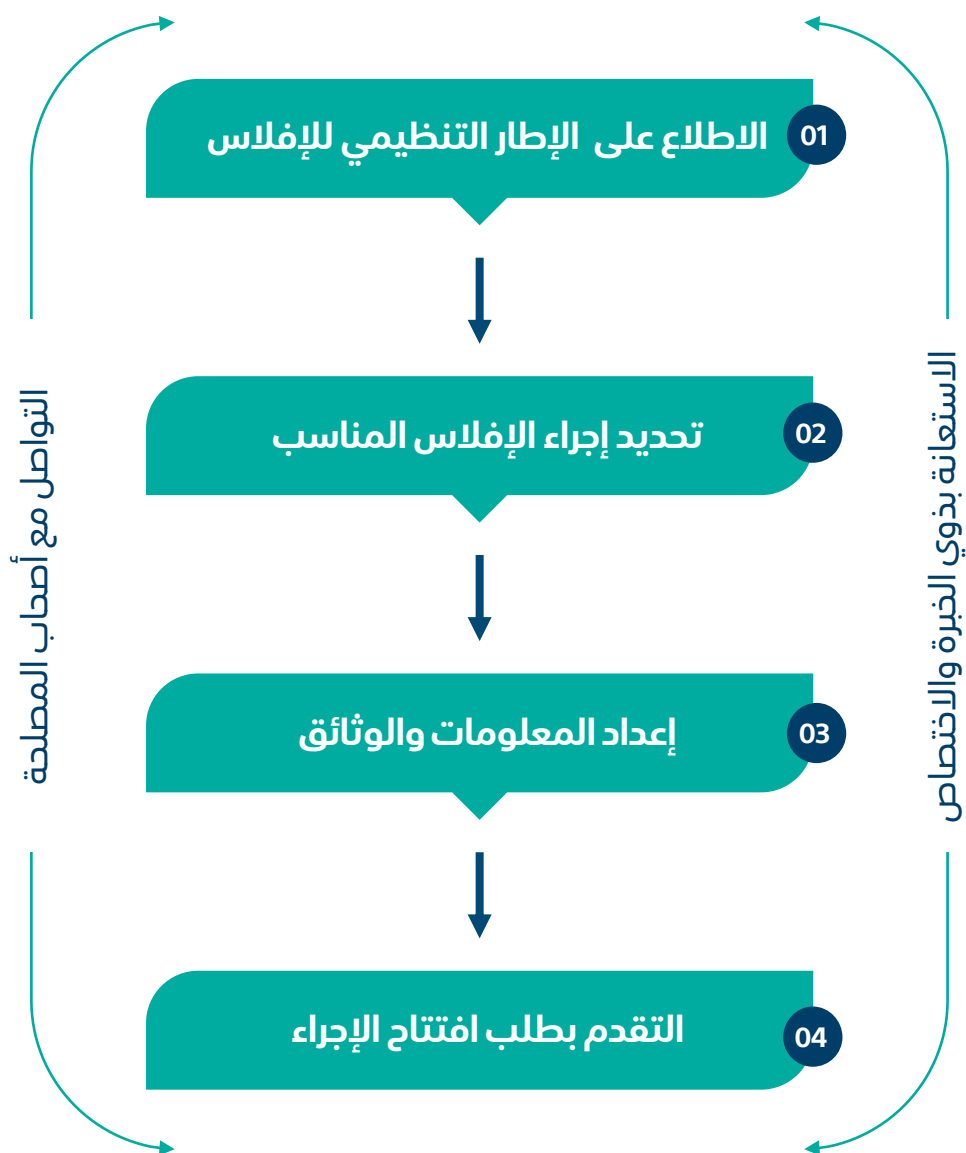 01
الاطلاع على الإطار التنظيمي للإفلاس
02
تحديد إجراء الإفلاس المناسب
03
إعداد المعلومات والوثائق
04
التقدم بطلب افتتاح الإجراء
الاستعانة بذوي الخبرة والاختصاص
التواصل مع أصحاب المصلحة